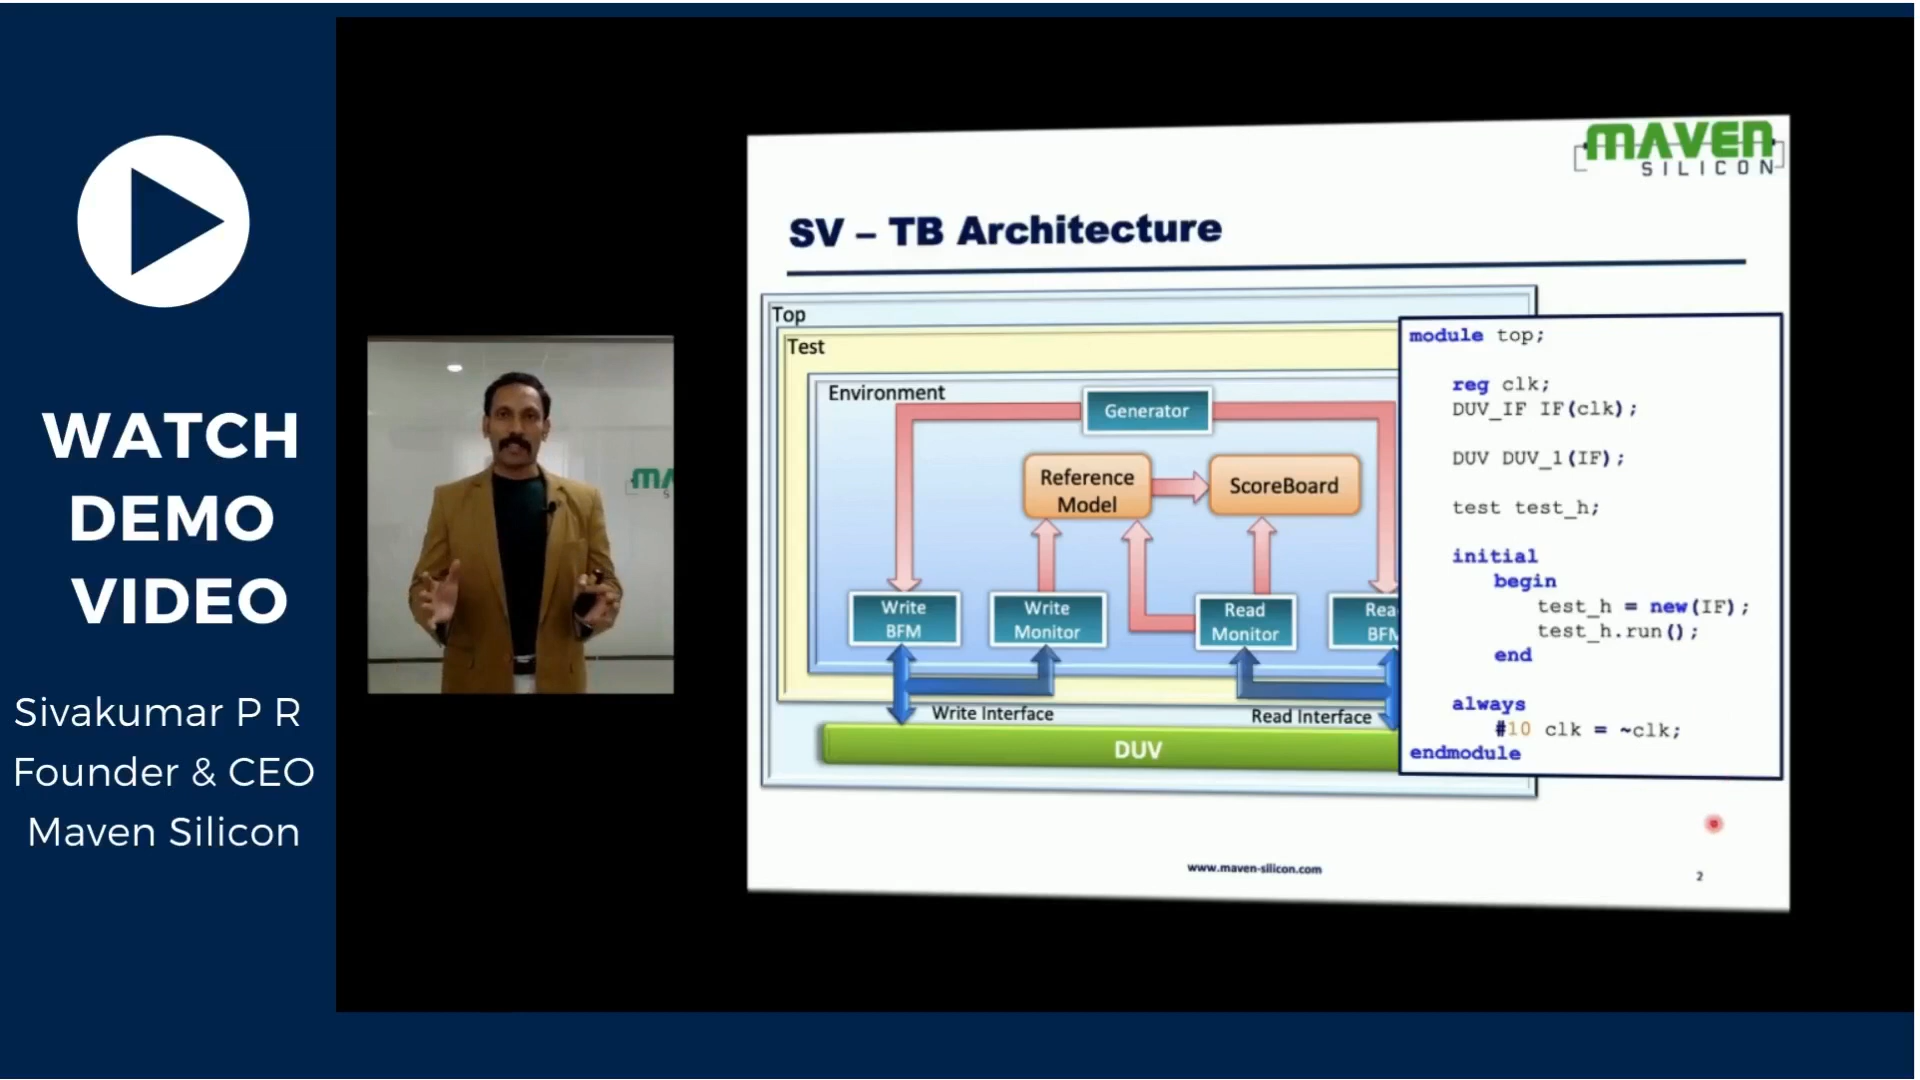 WATCH
DEMO
VIDEO
Sivakumar P R
Founder & CEO
Maven Silicon
MAVEN
SILICON
SV – TB Architecture
Top
Test
Environment
Generator
Reference
Model
ScoreBoard
Write
BFM
Write
Monitor
Read
Monitor
Rea
BFM
Write Interface
Read Interface
DUV
module top;
reg clk;
DUV_IF IF(clk);
DUV DUV_1(IF);
test test_h;
initial
begin
test_h = new(IF);
test_h.run();
end
always
#10 clk = ~clk;
endmodule
www.maven-silicon.com
2